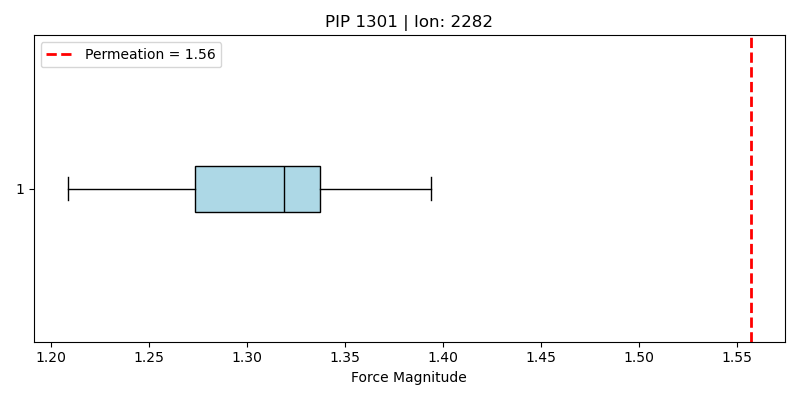 PIP 1301 | Ion: 2282
Permeation = 1.56
1
1.20 1.25 1.30 1.35 1.40 1.45 1.50 1.55
Force Magnitude